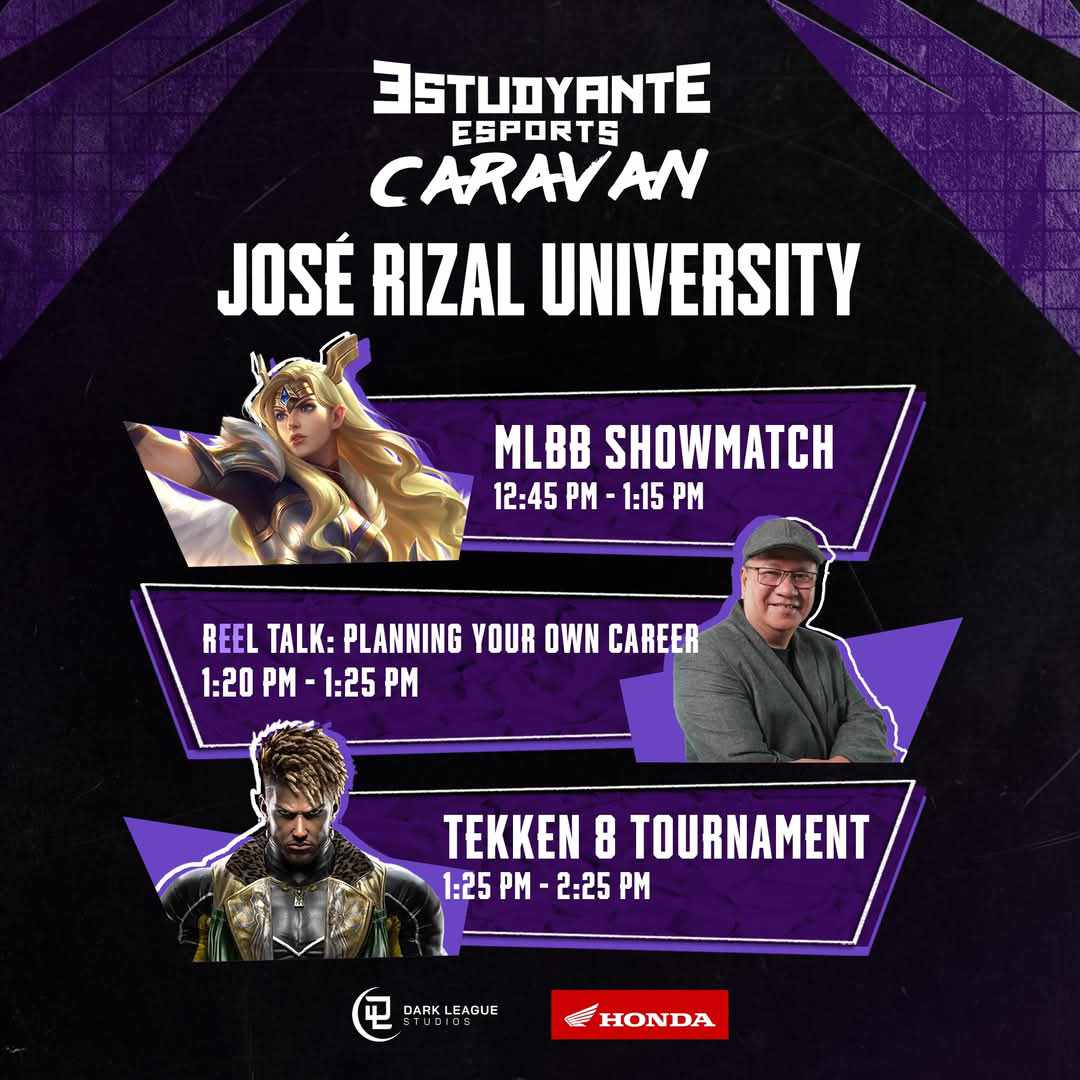 ESTUDYANTE
ESPORTS
CARAVAN
JOSÉ RIZAL UNIVERSITY
MLBB SHOWMATCH
12:45 PM - 1:15 PM
REEL TALK: PLANNING YOUR OWN CAREER
1:20 PM - 1:25 PM
TEKKEN 8 TOURNAMENT
1:25 PM - 2:25 PM
DARK LEAGUE
STUDIOS
HONDA